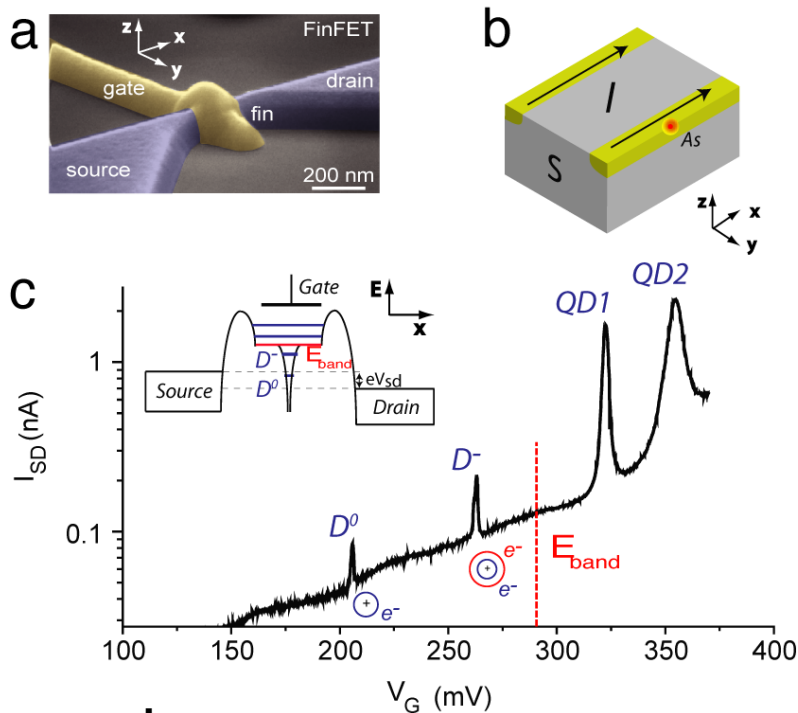 a
z
x
y
FinFET
gate
drain
fin
source
200 nm
b
I
S
As
z
x
y
c
Gate
E
x
D⁻
E_band
D⁰
eV_sd
Source
Drain
QD1
QD2
D⁻
D⁰
e⁻
e⁻
e⁻
+
+
E_band
1
0.1
I_SD (nA)
100 150 200 250 300 350 400
V_G (mV)